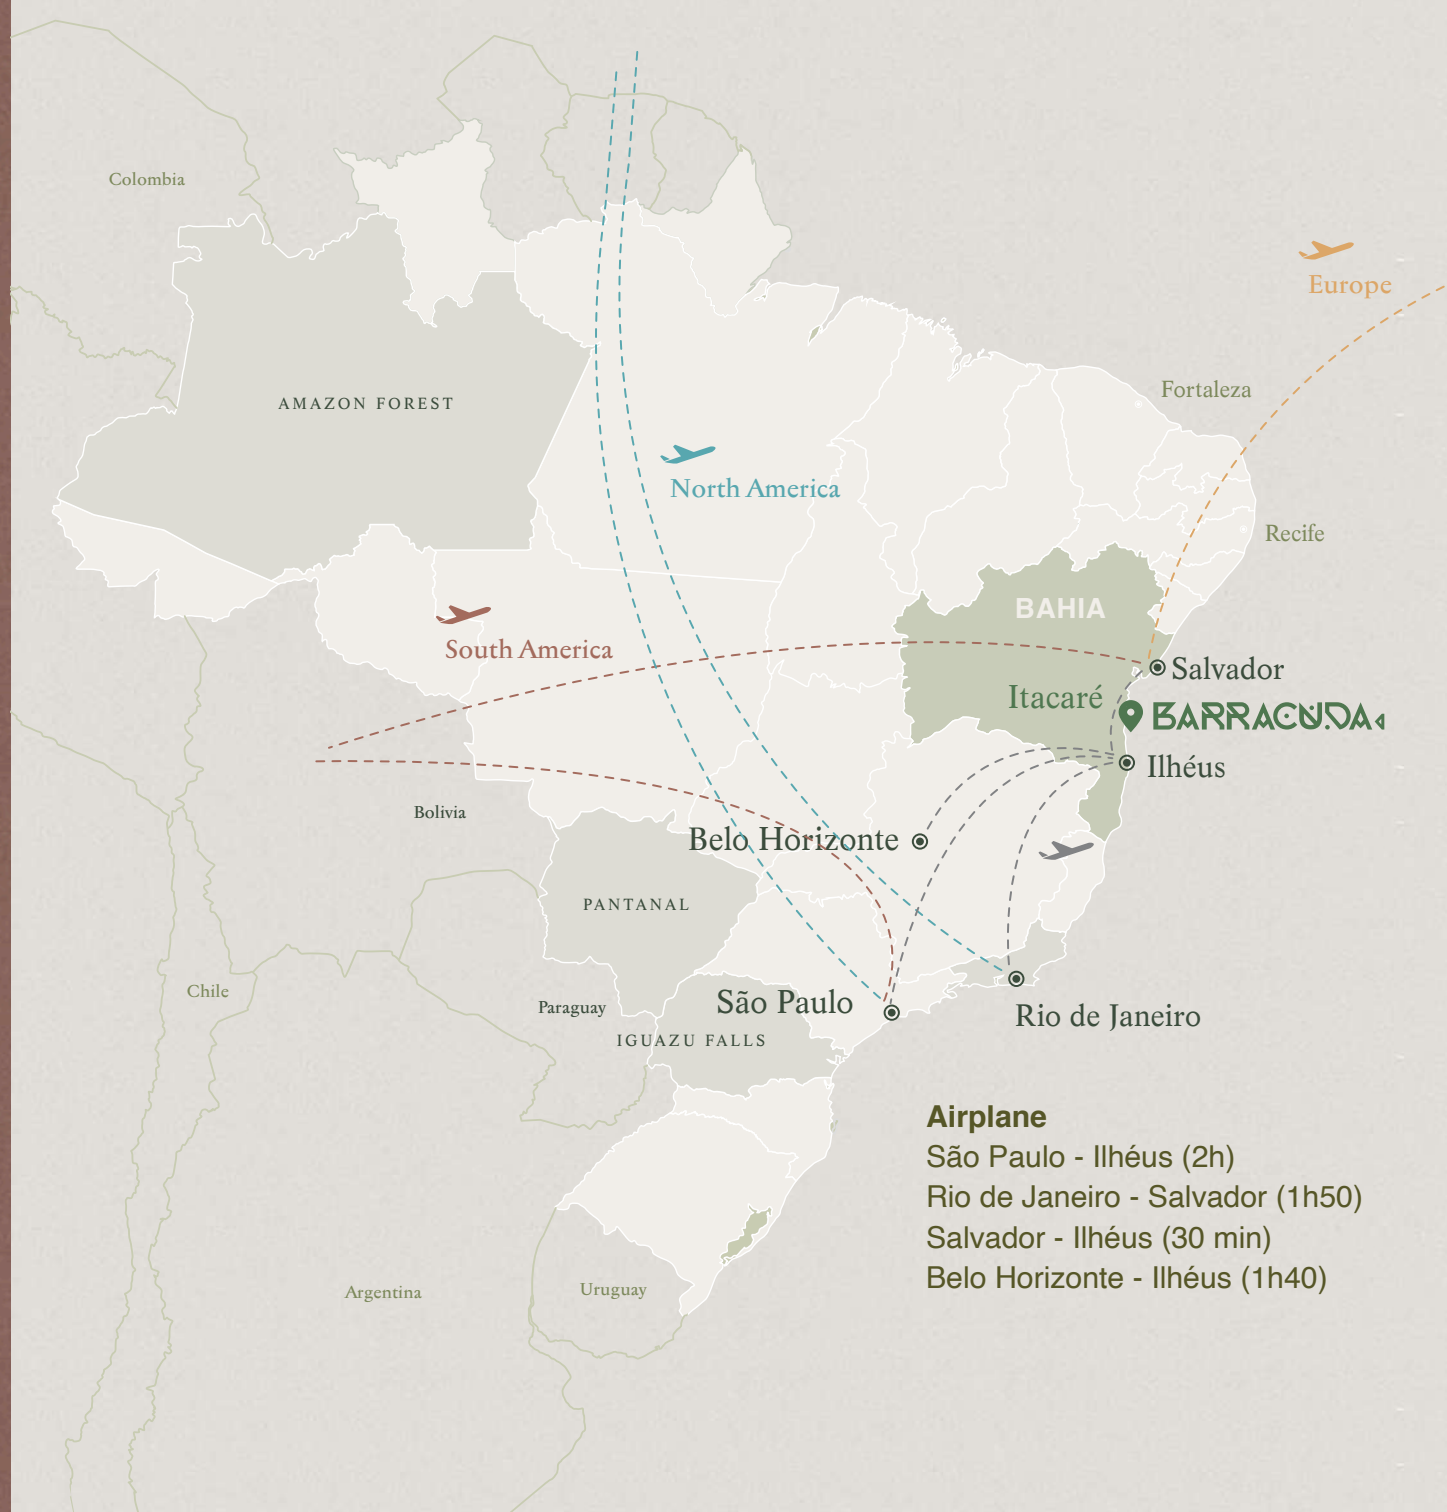 Colombia
Europe
Fortaleza
AMAZON FOREST
North America
Recife
BAHIA
South America
Salvador
Itacaré
BARRACUDA
Ilhéus
Bolivia
Belo Horizonte
PANTANAL
Chile
São Paulo
Paraguay
Rio de Janeiro
IGUAZU FALLS
Airplane
São Paulo - Ilhéus (2h)
Rio de Janeiro - Salvador (1h50)
Salvador - Ilhéus (30 min)
Belo Horizonte - Ilhéus (1h40)
Argentina
Uruguay